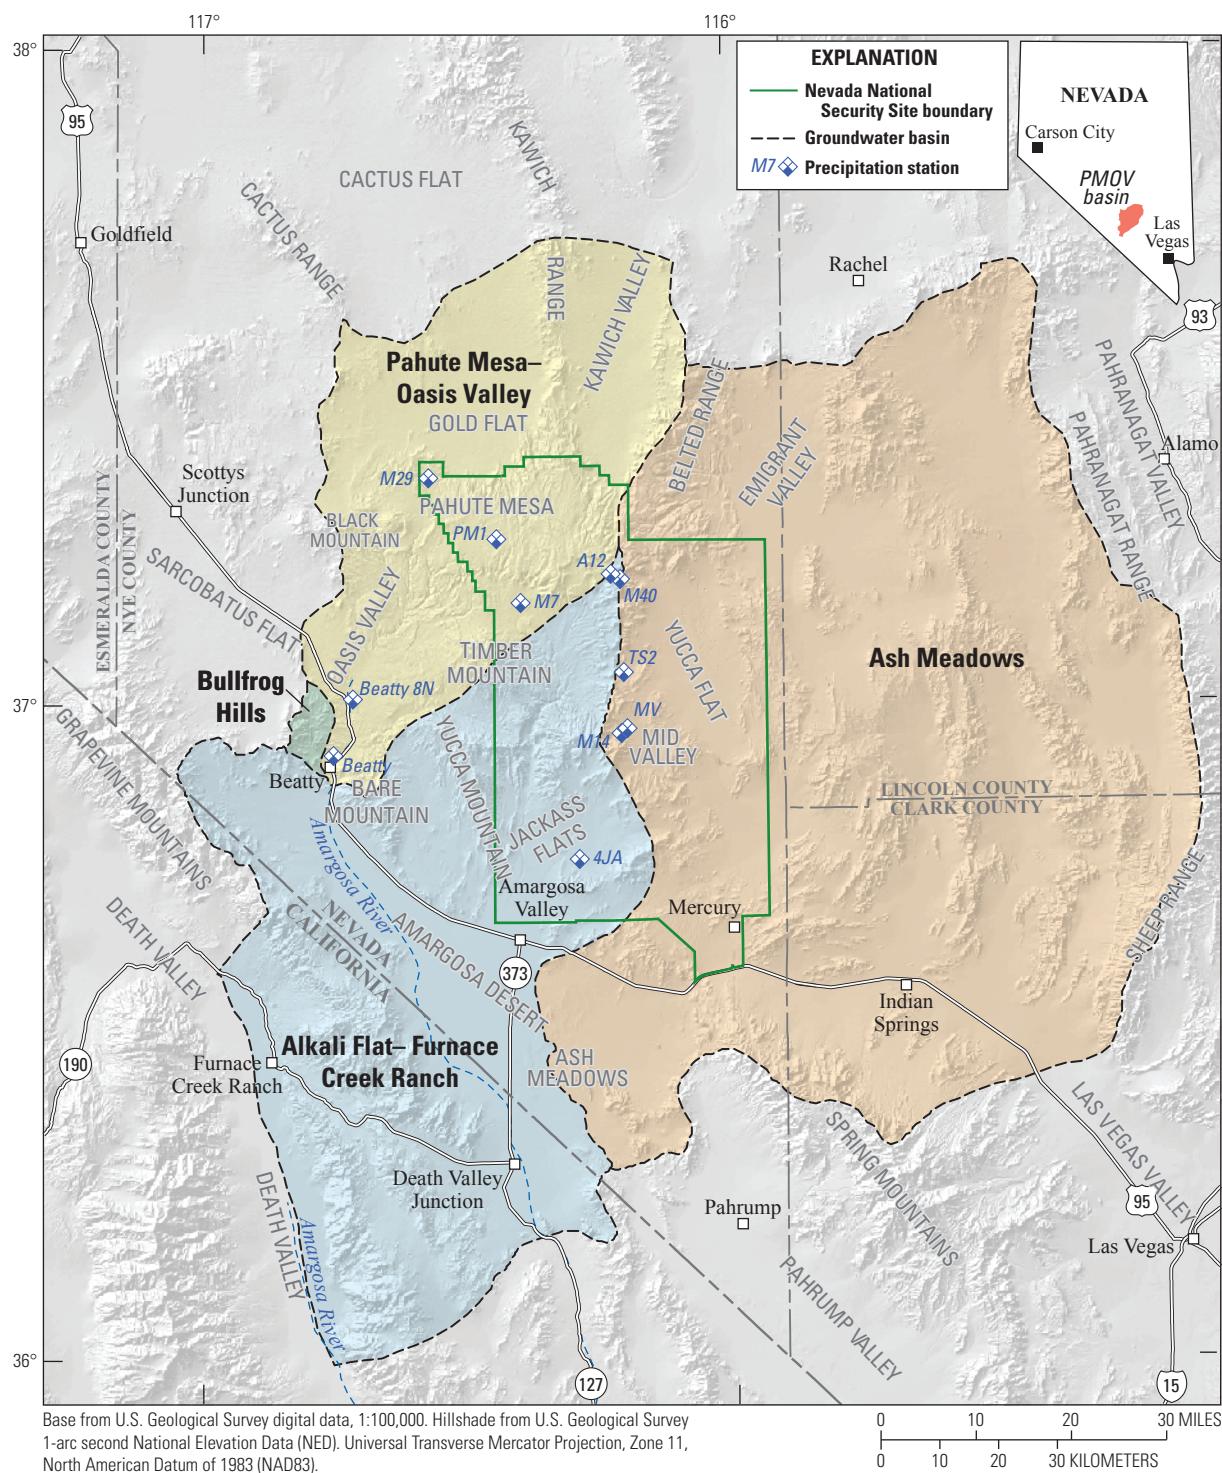 117°
116°
38°
EXPLANATION
Nevada National
Security Site boundary
Groundwater basin
M7
Precipitation station
NEVADA
Carson City
PMOV
basin
Las
Vegas
95
KAWICH
CACTUS FLAT
CACTUS RANGE
Goldfield
RANGE
KAWICH VALLEY
Rachel
93
Pahute Mesa–
Oasis Valley
GOLD FLAT
BELTED RANGE
EMIGRANT
VALLEY
PAHRANAGAT VALLEY
PAHRANAGAT RANGE
Alamo
Scottys
Junction
M29
PAHUTE MESA
BLACK
MOUNTAIN
PM1
ESMERALDA COUNTY
NYE COUNTY
SARCOBATUS FLAT
OASIS VALLEY
A12
M40
M7
TIMBER
MOUNTAIN
YUCCA FLAT
TS2
Ash Meadows
Bullfrog
Hills
Beatty 8N
37°
MV
M14
MID
VALLEY
GRAPEVINE MOUNTAINS
Beatty
Beatty
BARE
MOUNTAIN
YUCCA MOUNTAIN
JACKASS
FLATS
4JA
LINCOLN COUNTY
CLARK COUNTY
Amargosa River
Amargosa
Valley
Mercury
SHEEP RANGE
DEATH VALLEY
NEVADA
CALIFORNIA
AMARGOSA DESERT
373
Indian
Springs
190
Furnace
Creek Ranch
Alkali Flat– Furnace
Creek Ranch
ASH
MEADOWS
LAS VEGAS VALLEY
SPRING MOUNTAINS
Death Valley
Junction
DEATH VALLEY
Amargosa River
Pahrump
95
Las Vegas
PAHRUMP VALLEY
36°
127
15
Base from U.S. Geological Survey digital data, 1:100,000. Hillshade from U.S. Geological Survey
1-arc second National Elevation Data (NED). Universal Transverse Mercator Projection, Zone 11,
North American Datum of 1983 (NAD83).
0 10 20 30 MILES
0 10 20 30 KILOMETERS